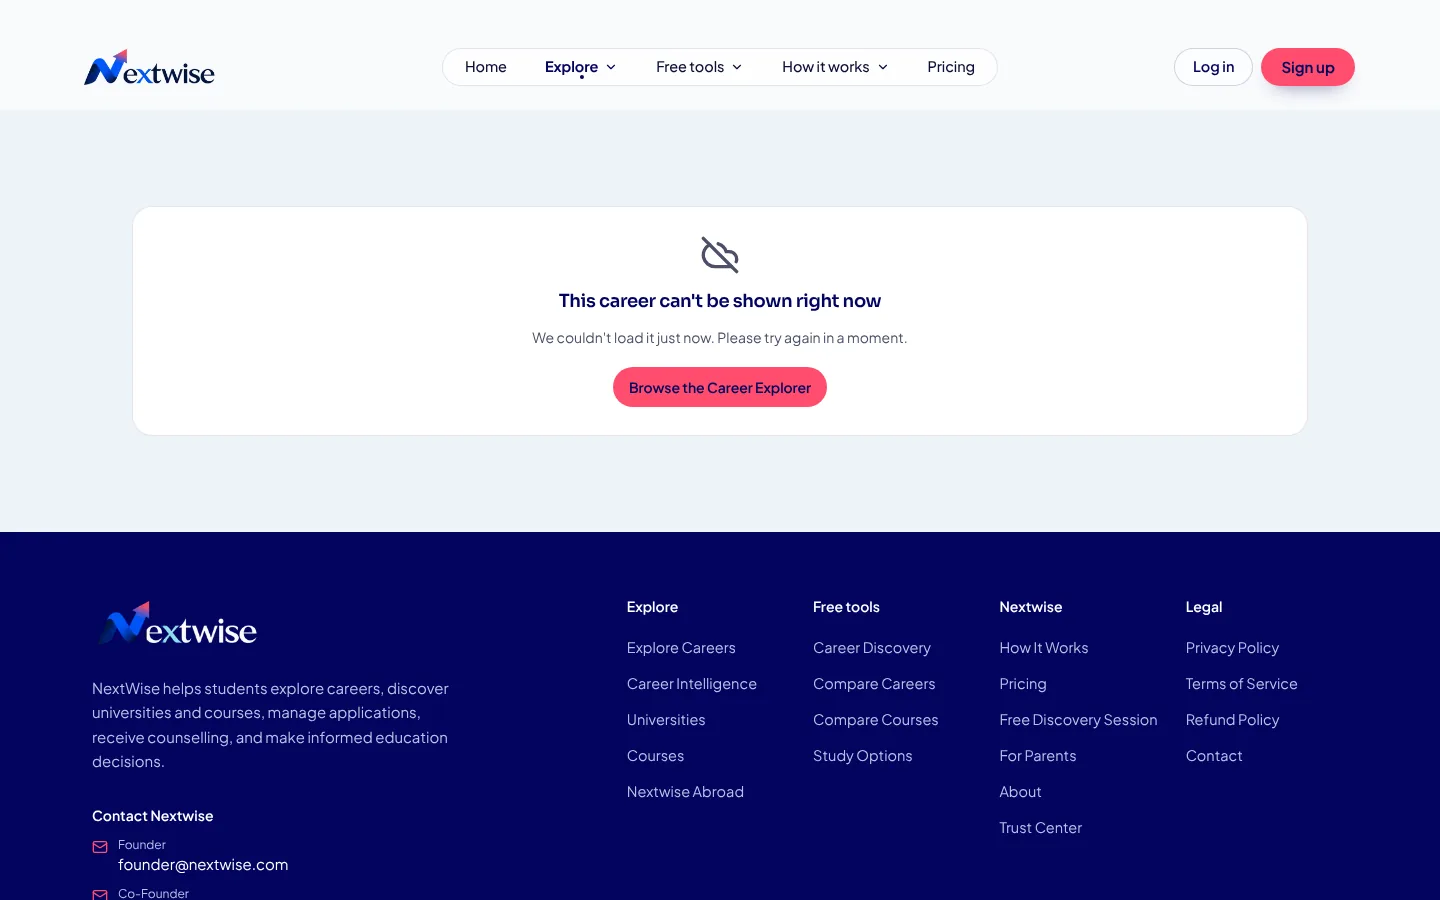 Nextwise
Home
Explore
Free tools
How it works
Pricing
Log in
Sign up
This career can't be shown right now
We couldn't load it just now. Please try again in a moment.
Browse the Career Explorer
Nextwise
NextWise helps students explore careers, discover
universities and courses, manage applications,
receive counselling, and make informed education
decisions.
Contact Nextwise
Founder
founder@nextwise.com
Co-Founder
Explore
Explore Careers
Career Intelligence
Universities
Courses
Nextwise Abroad
Free tools
Career Discovery
Compare Careers
Compare Courses
Study Options
Nextwise
How It Works
Pricing
Free Discovery Session
For Parents
About
Trust Center
Legal
Privacy Policy
Terms of Service
Refund Policy
Contact